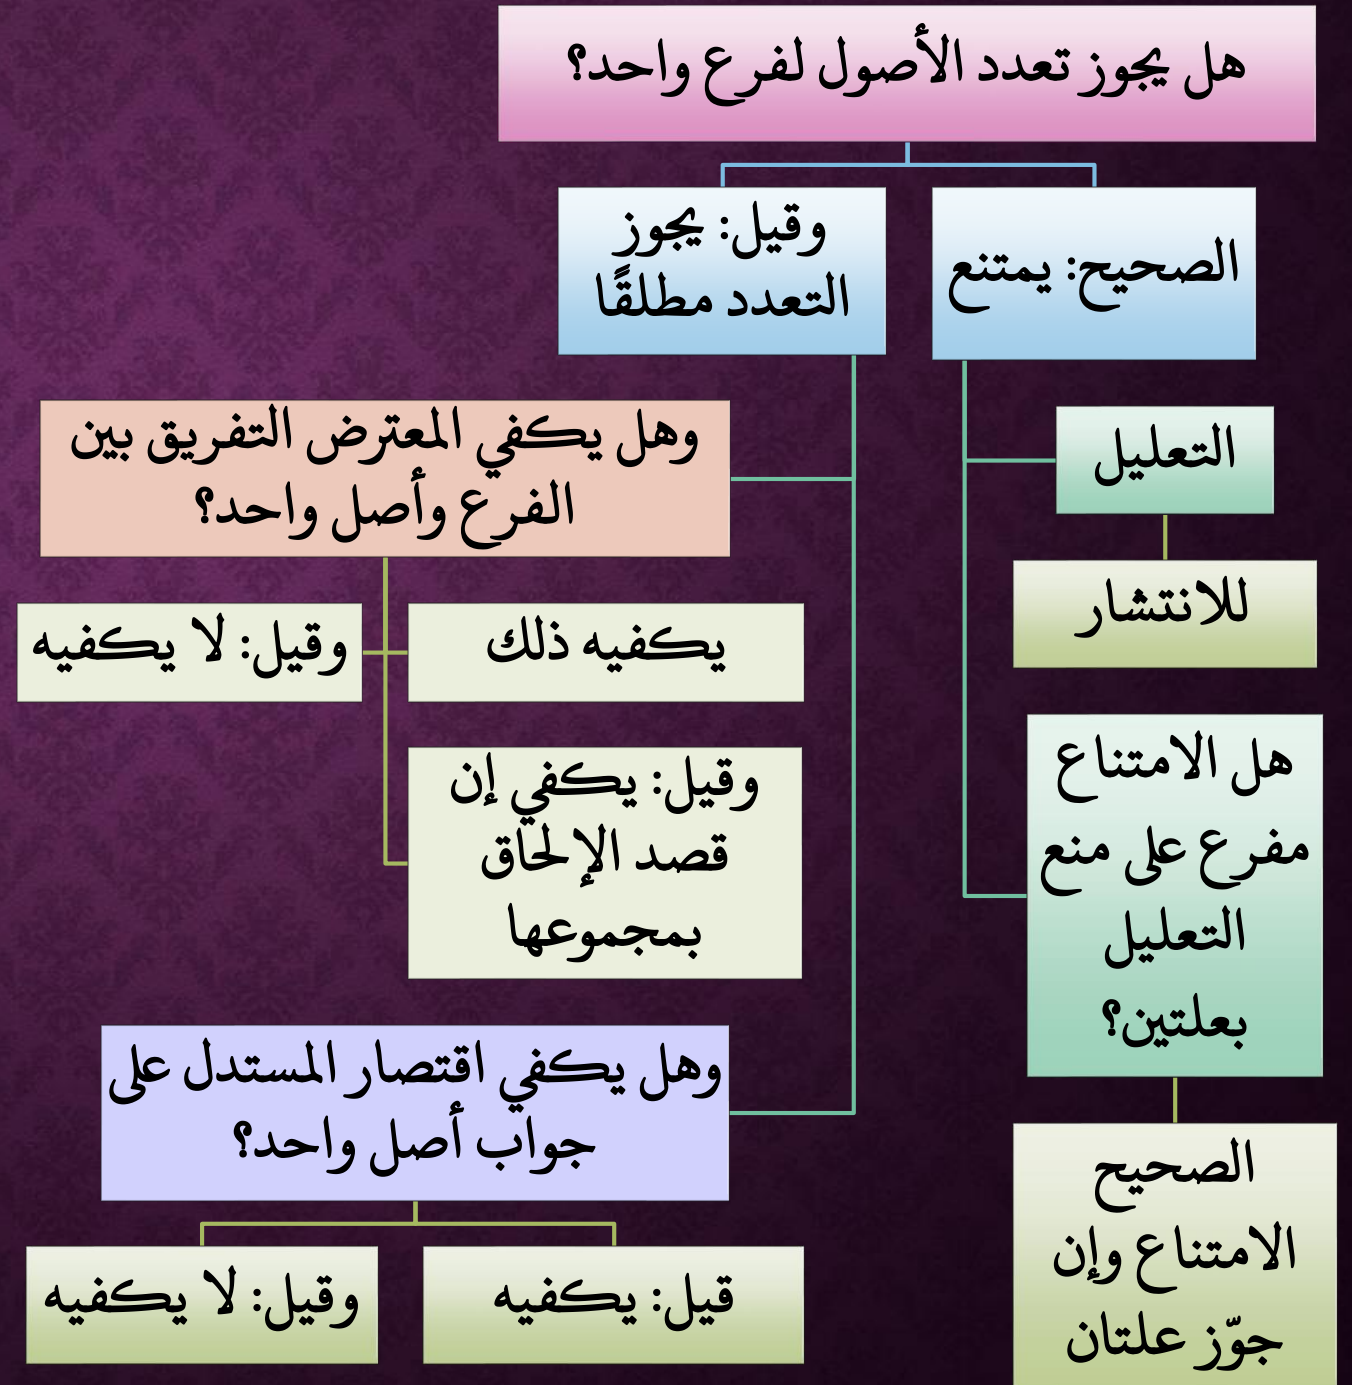 هل يجوز تعدد الأصول لفرع واحد؟
الصحيح: يمتنع
وقيل: يجوز
التعدد مطلقًا
التعليل
للانتشار
هل الامتناع
مفرع على منع
التعليل
بعلتين؟
الصحيح
الامتناع وإن
جوّز علتان
وهل يكفي المعترض التفريق بين
الفرع وأصل واحد؟
يكفيه ذلك
وقيل: لا يكفيه
وقيل: يكفي إن
قصد الإلحاق
بمجموعها
وهل يكفي اقتصار المستدل على
جواب أصل واحد؟
قيل: يكفيه
وقيل: لا يكفيه